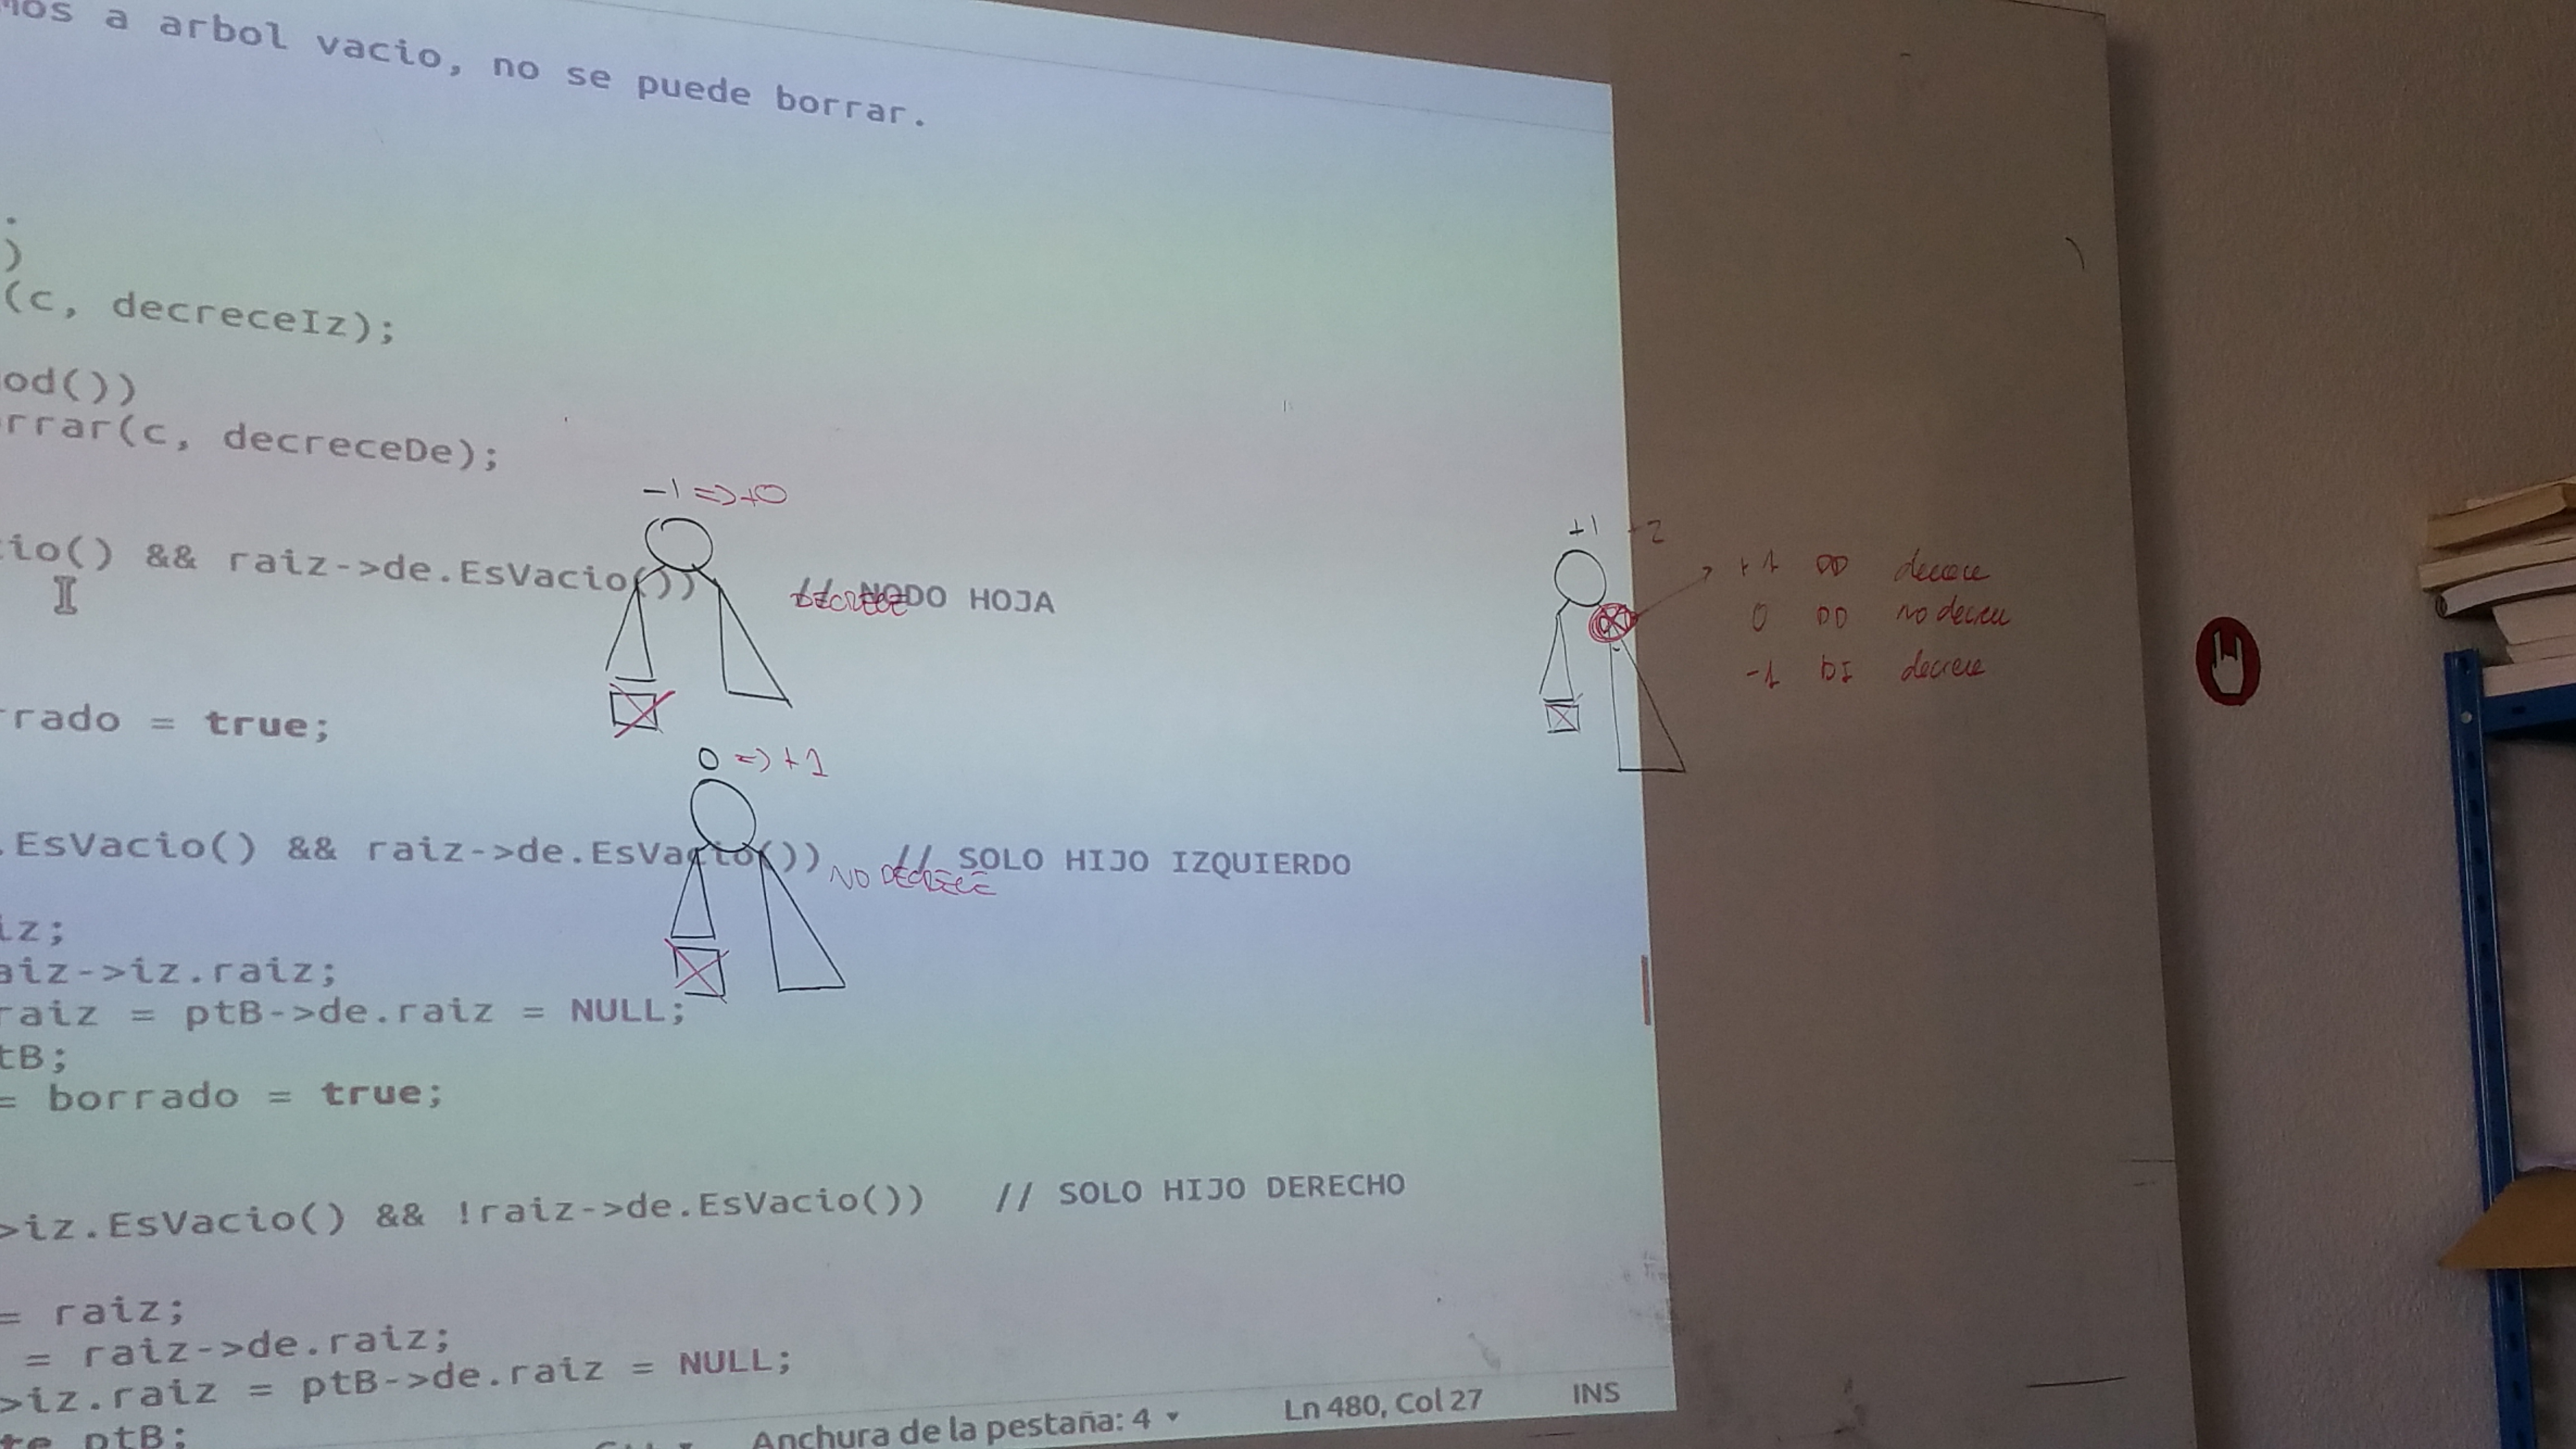 mos a arbol vacio, no se puede borrar.
.
)
(c, decreceIz);
od())
rrar(c, decreceDe);
-1 => +0
+1 +2
cio() && raiz->de.EsVacio()) // NODO HOJA
DECRECE
+1 DD decrece
0 DD no decrece
-1 DI decrece
rrado = true;
0 => +1
.EsVacio() && raiz->de.EsVacio()) // SOLO HIJO IZQUIERDO
NO DECRECE
iz;
aiz->iz.raiz;
raiz = ptB->de.raiz = NULL;
tB;
= borrado = true;
>iz.EsVacio() && !raiz->de.EsVacio()) // SOLO HIJO DERECHO
= raiz;
= raiz->de.raiz;
>iz.raiz = ptB->de.raiz = NULL;
te ptB;
Anchura de la pestaña: 4 Ln 480, Col 27 INS